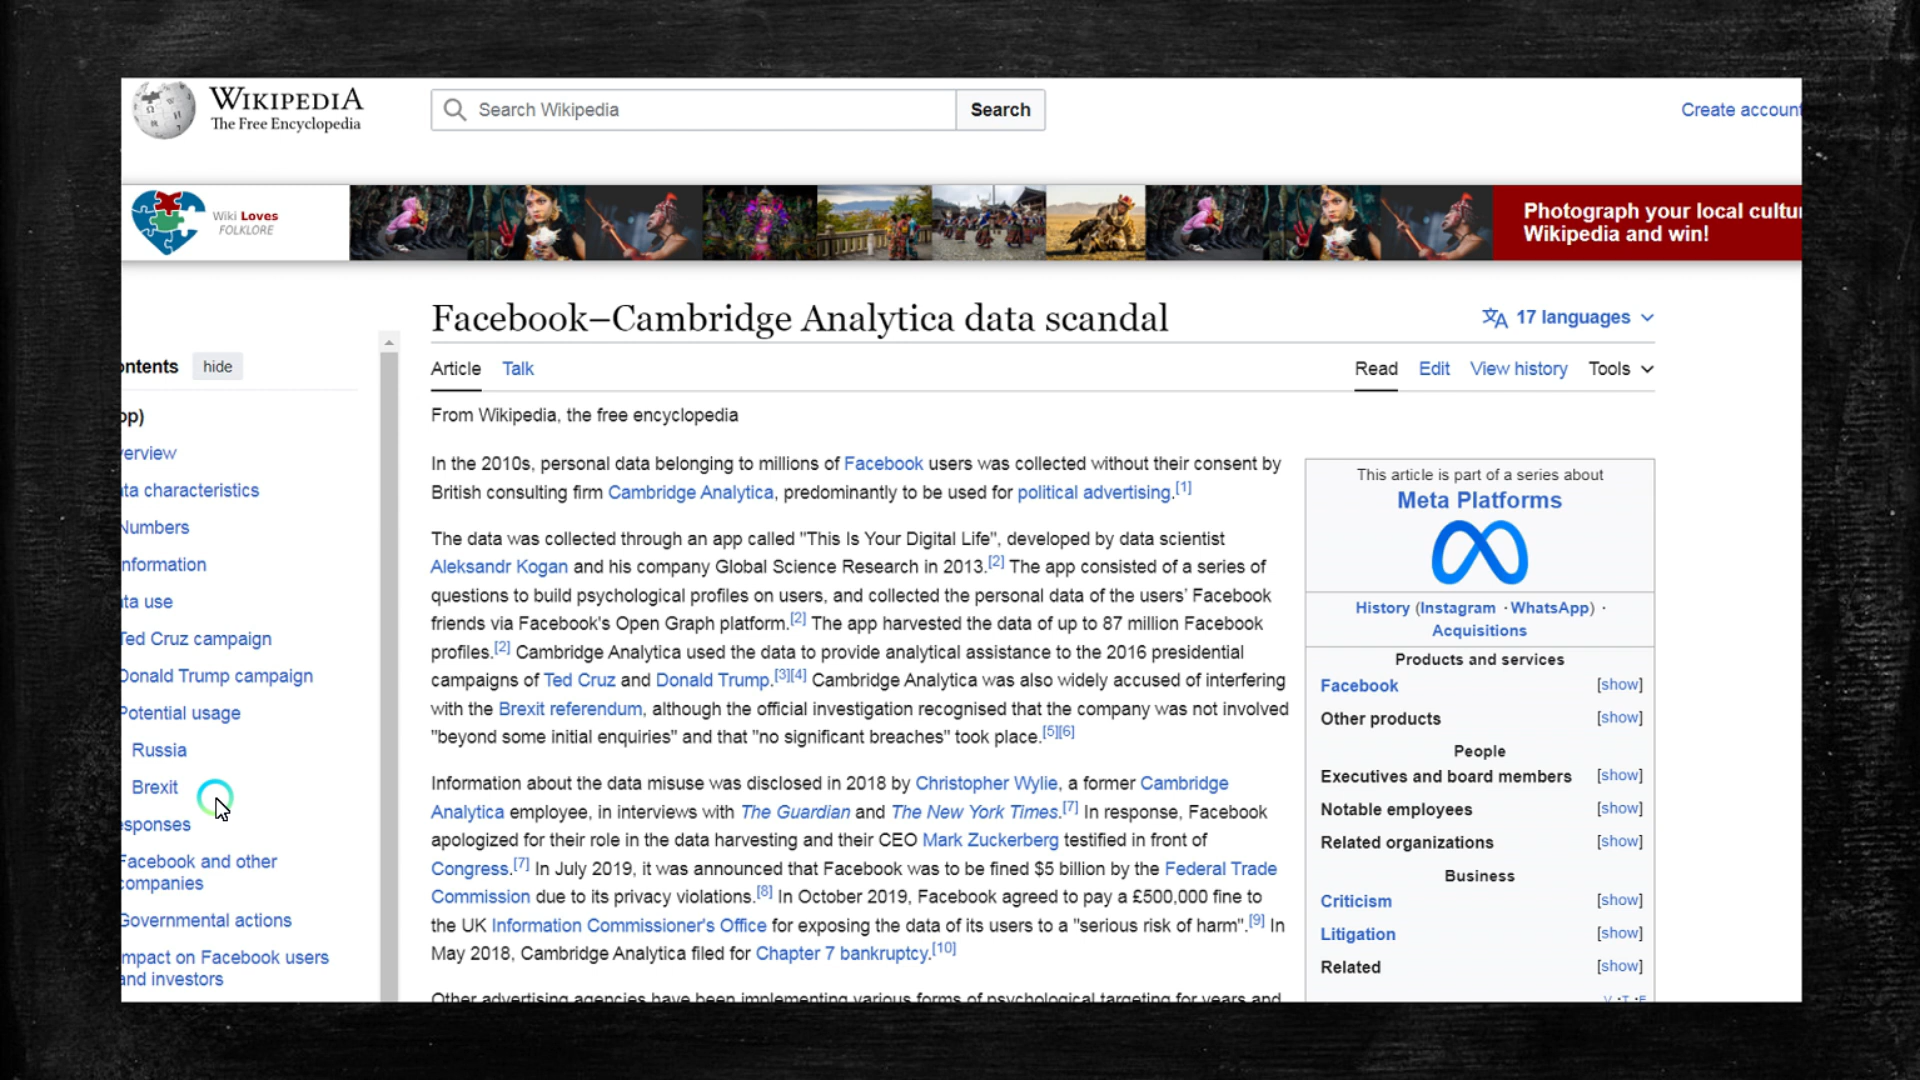 WIKIPEDIA
The Free Encyclopedia
Search Wikipedia
Search
Create account
Wiki Loves
FOLKLORE
Photograph your local cultu
Wikipedia and win!
Facebook–Cambridge Analytica data scandal
17 languages
ontents
hide
Article
Talk
Read
Edit
View history
Tools
op)
verview
ta characteristics
Numbers
nformation
ta use
Ted Cruz campaign
Donald Trump campaign
Potential usage
Russia
Brexit
esponses
Facebook and other
companies
Governmental actions
mpact on Facebook users
and investors
From Wikipedia, the free encyclopedia
In the 2010s, personal data belonging to millions of Facebook users was collected without their consent by
British consulting firm Cambridge Analytica, predominantly to be used for political advertising.[1]
The data was collected through an app called "This Is Your Digital Life", developed by data scientist
Aleksandr Kogan and his company Global Science Research in 2013.[2] The app consisted of a series of
questions to build psychological profiles on users, and collected the personal data of the users' Facebook
friends via Facebook's Open Graph platform.[2] The app harvested the data of up to 87 million Facebook
profiles.[2] Cambridge Analytica used the data to provide analytical assistance to the 2016 presidential
campaigns of Ted Cruz and Donald Trump.[3][4] Cambridge Analytica was also widely accused of interfering
with the Brexit referendum, although the official investigation recognised that the company was not involved
"beyond some initial enquiries" and that "no significant breaches" took place.[5][6]
Information about the data misuse was disclosed in 2018 by Christopher Wylie, a former Cambridge
Analytica employee, in interviews with The Guardian and The New York Times.[7] In response, Facebook
apologized for their role in the data harvesting and their CEO Mark Zuckerberg testified in front of
Congress.[7] In July 2019, it was announced that Facebook was to be fined $5 billion by the Federal Trade
Commission due to its privacy violations.[8] In October 2019, Facebook agreed to pay a £500,000 fine to
the UK Information Commissioner's Office for exposing the data of its users to a "serious risk of harm".[9] In
May 2018, Cambridge Analytica filed for Chapter 7 bankruptcy.[10]
Other advertising agencies have been implementing various forms of psychological targeting for years and
This article is part of a series about
Meta Platforms
History (Instagram · WhatsApp) ·
Acquisitions
Products and services
Facebook [show]
Other products [show]
People
Executives and board members [show]
Notable employees [show]
Related organizations [show]
Business
Criticism [show]
Litigation [show]
Related [show]
V · T · E